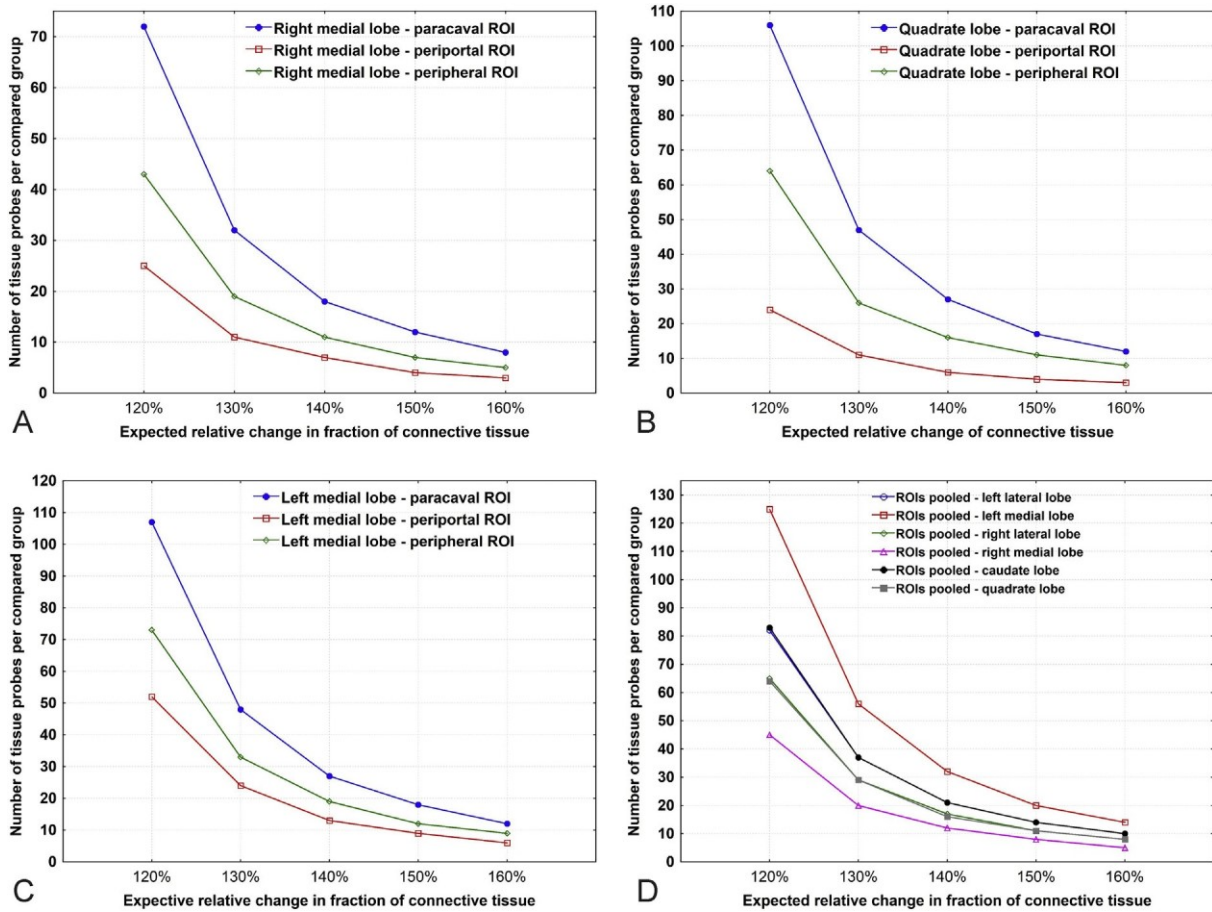 Number of tissue probes per compared group
70
60
50
40
30
20
10
0
Right medial lobe - paracaval ROI
Right medial lobe - periportal ROI
Right medial lobe - peripheral ROI
120% 130% 140% 150% 160%
Expected relative change in fraction of connective tissue
A
Number of tissue probes per compared group
110
100
90
80
70
60
50
40
30
20
10
0
Quadrate lobe - paracaval ROI
Quadrate lobe - periportal ROI
Quadrate lobe - peripheral ROI
120% 130% 140% 150% 160%
Expected relative change of connective tissue
B
Number of tissue probes per compared group
120
110
100
90
80
70
60
50
40
30
20
10
0
Left medial lobe - paracaval ROI
Left medial lobe - periportal ROI
Left medial lobe - peripheral ROI
120% 130% 140% 150% 160%
Expective relative change in fraction of connective tissue
C
Number of tissue probes per compared group
130
120
110
100
90
80
70
60
50
40
30
20
10
0
ROIs pooled - left lateral lobe
ROIs pooled - left medial lobe
ROIs pooled - right lateral lobe
ROIs pooled - right medial lobe
ROIs pooled - caudate lobe
ROIs pooled - quadrate lobe
120% 130% 140% 150% 160%
Expected relative change in fraction of connective tissue
D